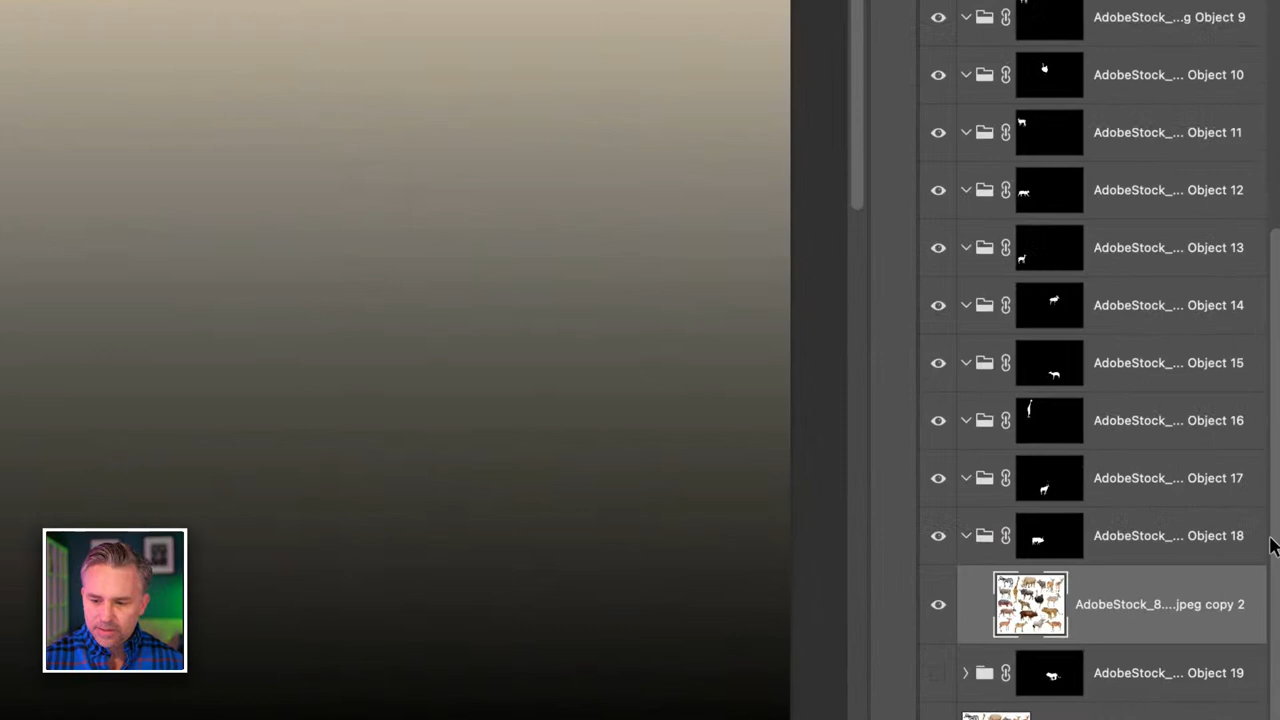 AdobeStock_...g Object 9
AdobeStock_... Object 10
AdobeStock_... Object 11
AdobeStock_... Object 12
AdobeStock_... Object 13
AdobeStock_... Object 14
AdobeStock_... Object 15
AdobeStock_... Object 16
AdobeStock_... Object 17
AdobeStock_... Object 18
AdobeStock_8....jpeg copy 2
AdobeStock_... Object 19